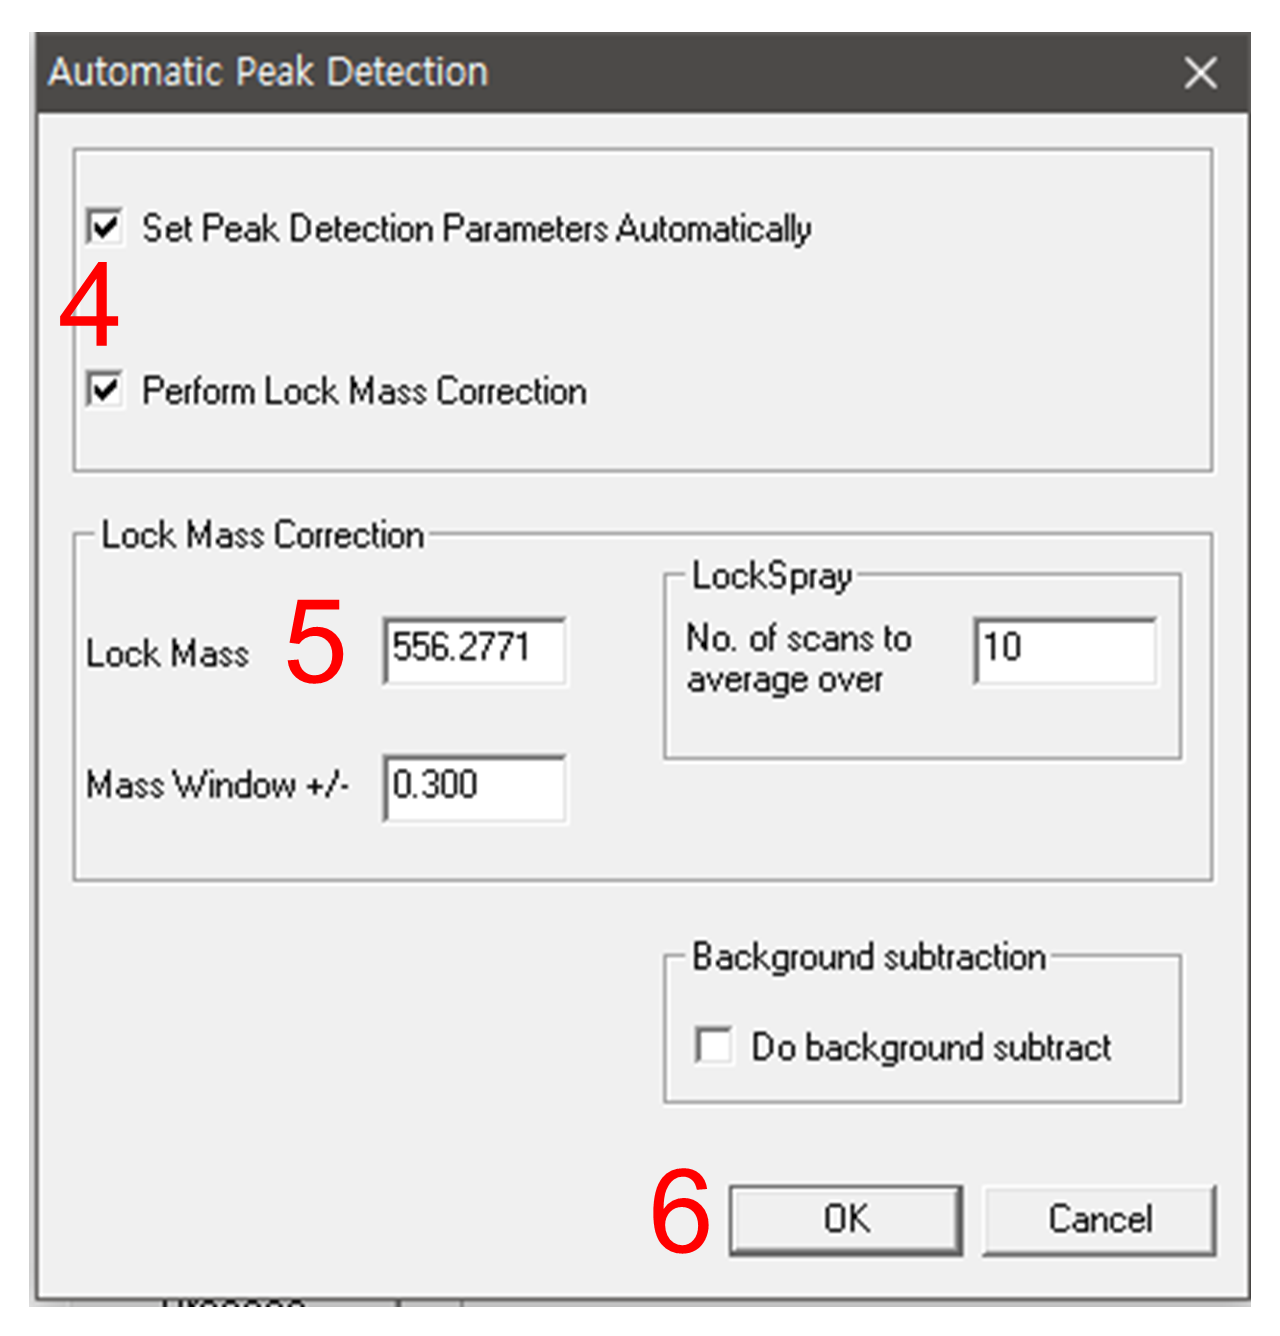 Automatic Peak Detection
Set Peak Detection Parameters Automatically
4
Perform Lock Mass Correction
Lock Mass Correction
LockSpray
Lock Mass 5 556.2771
No. of scans to
average over
10
Mass Window +/- 0.300
Background subtraction
Do background subtract
6 OK Cancel